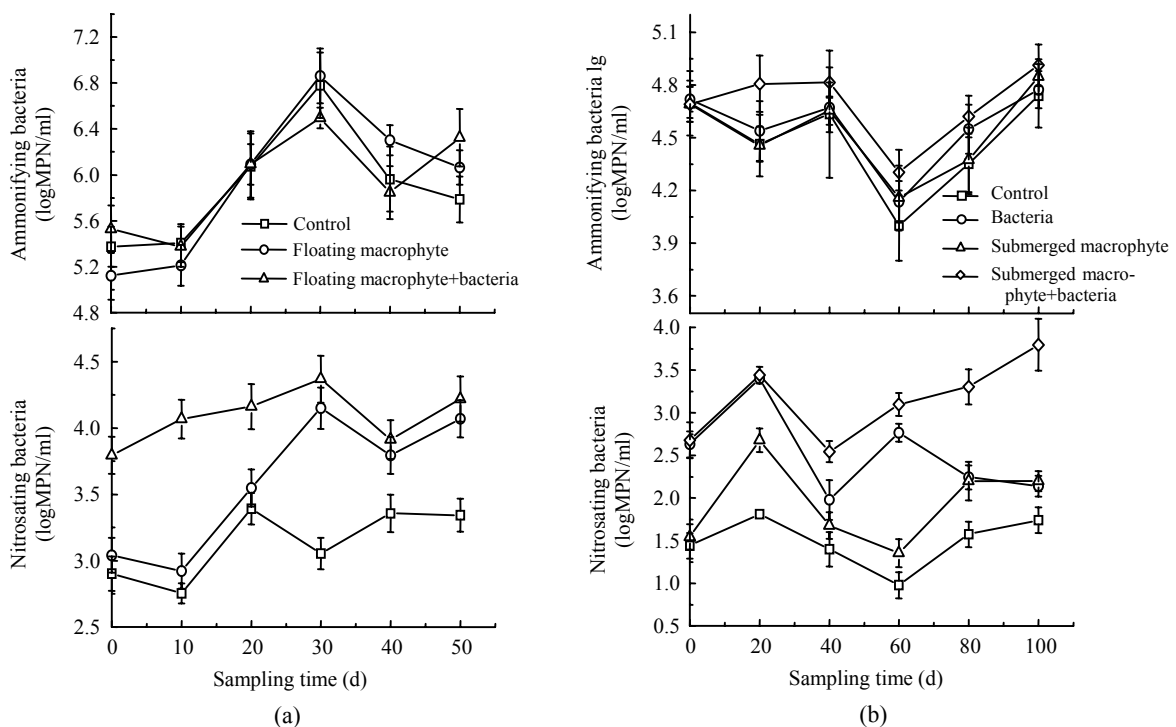 7.2
6.8
6.4
6.0
5.6
5.2
4.8
Ammonifying bacteria
(logMPN/ml)
Control
Floating macrophyte
Floating macrophyte+bacteria
4.5
4.0
3.5
3.0
2.5
Nitrosating bacteria
(logMPN/ml)
0 10 20 30 40 50
Sampling time (d)
(a)
5.1
4.8
4.5
4.2
3.9
3.6
Ammonifying bacteria lg
(logMPN/ml)
Control
Bacteria
Submerged macrophyte
Submerged macro-
phyte+bacteria
4.0
3.5
3.0
2.5
2.0
1.5
1.0
0.5
Nitrosating bacteria
(logMPN/ml)
0 20 40 60 80 100
Sampling time (d)
(b)